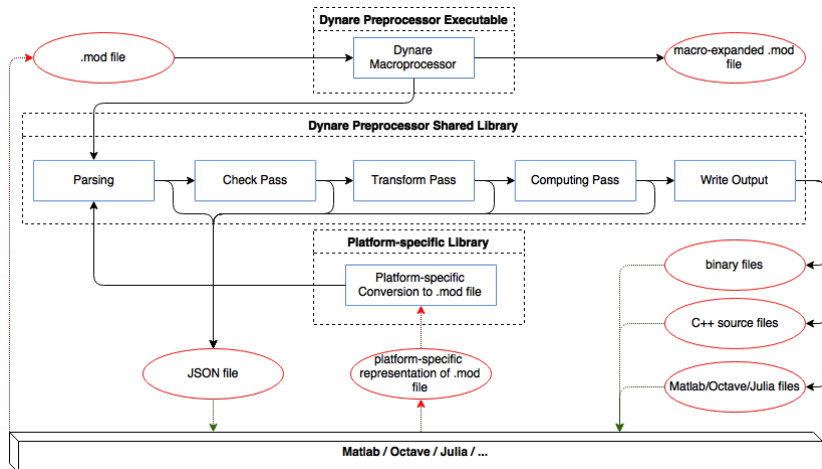 Dynare Preprocessor Executable
.mod file
Dynare
Macroprocessor
macro-expanded .mod
file
Dynare Preprocessor Shared Library
Parsing
Check Pass
Transform Pass
Computing Pass
Write Output
Platform-specific Library
Platform-specific
Conversion to .mod file
binary files
C++ source files
JSON file
platform-specific
representation of .mod
file
Matlab/Octave/Julia files
Matlab / Octave / Julia / ...